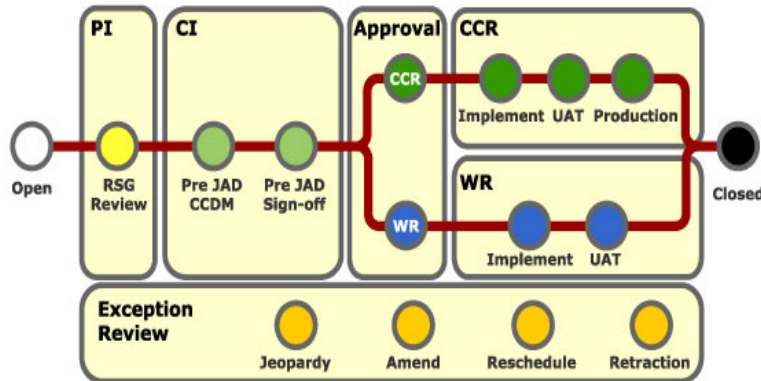 PI
CI
Approval
CCR
CCR
Implement
UAT
Production
Open
RSG
Review
Pre JAD
CCDM
Pre JAD
Sign-off
Closed
WR
WR
Implement
UAT
Exception
Review
Jeopardy
Amend
Reschedule
Retraction